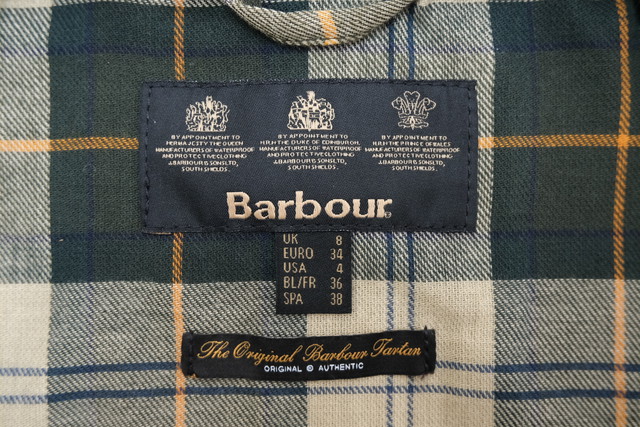 BY APPOINTMENT TO
HER MAJESTY THE QUEEN
MANUFACTURERS OF WATERPROOF
AND PROTECTIVE CLOTHING
J.BARBOUR & SONS LTD,
SOUTH SHIELDS.
BY APPOINTMENT TO
H.R.H THE DUKE OF EDINBURGH,
MANUFACTURERS OF WATERPROOF
AND PROTECTIVE CLOTHING
J.BARBOUR & SONS LTD,
SOUTH SHIELDS.
BY APPOINTMENT TO
H.R.H THE PRINCE OF WALES
MANUFACTURERS OF WATERPROOF
AND PROTECTIVE CLOTHING
J.BARBOUR & SONS LTD,
SOUTH SHIELDS.
Barbour®
UK 8
EURO 34
USA 4
BL/FR 36
SPA 38
The Original Barbour Tartan
ORIGINAL © AUTHENTIC